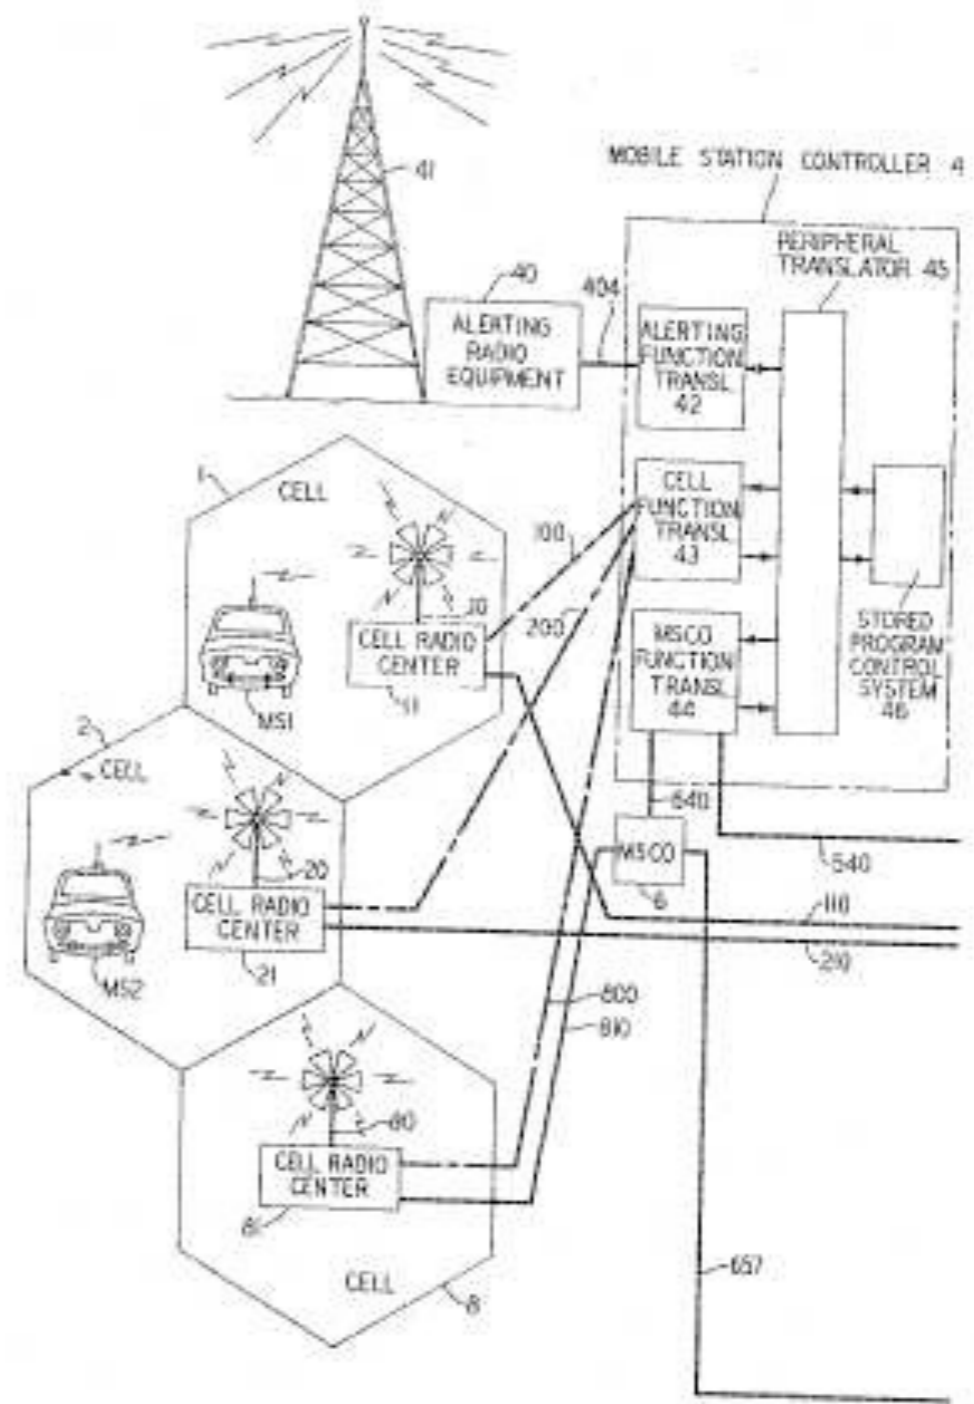 41
MOBILE STATION CONTROLLER 4
PERIPHERAL
TRANSLATOR 45
40
404
ALERTING
RADIO
EQUIPMENT
ALERTING
FUNCTION
TRANSL
42
1
CELL
CELL
FUNCTION
TRANSL
43
100
10
200
CELL RADIO
CENTER
11
MS1
MSCO
FUNCTION
TRANSL
44
STORED
PROGRAM
CONTROL
SYSTEM
46
2
CELL
640
540
MSCO
6
20
CELL RADIO
CENTER
21
MS2
110
210
800
810
80
CELL RADIO
CENTER
81
CELL
8
657